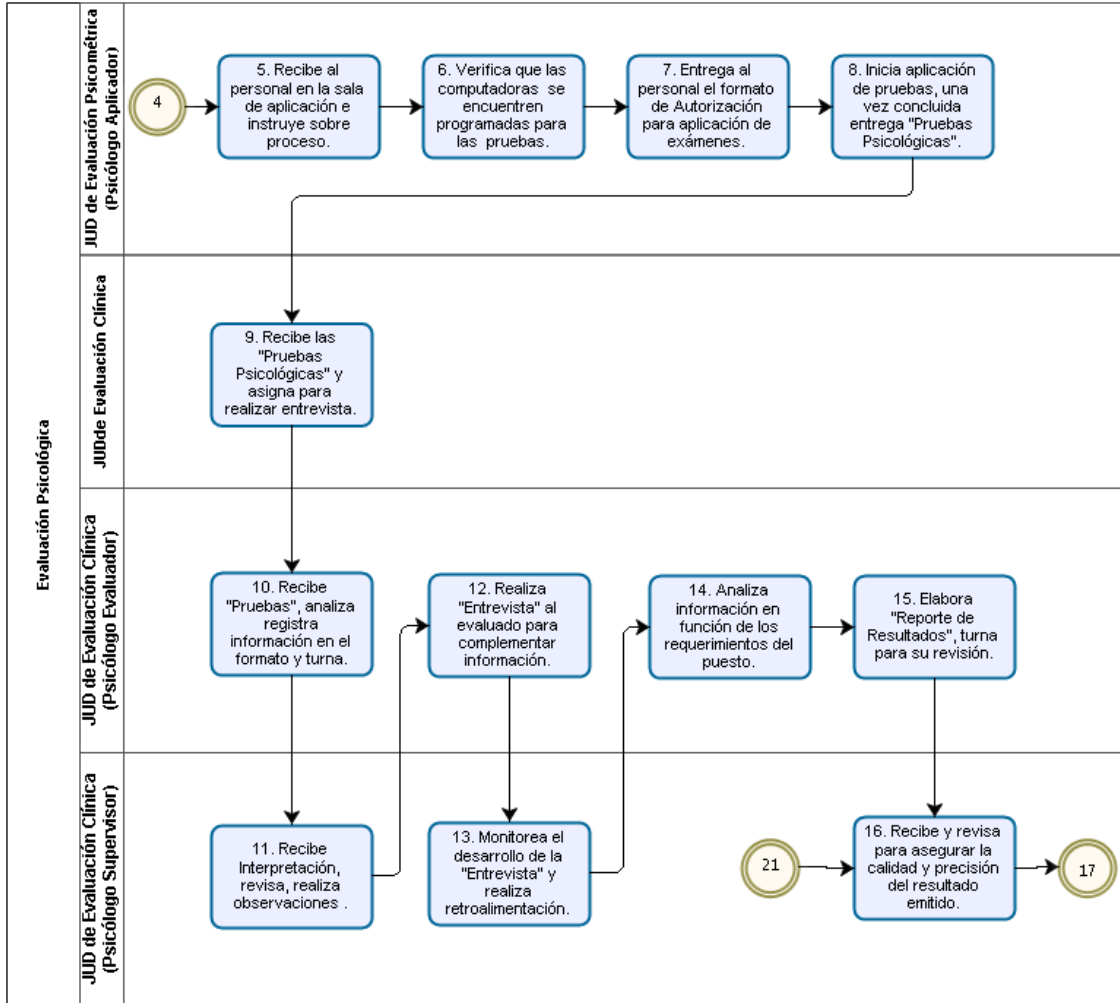 Evaluación Psicológica
JUD de Evaluación Psicométrica
(Psicólogo Aplicador)
4
5. Recibe al
personal en la sala
de aplicación e
instruye sobre
proceso.
6. Verifica que las
computadoras se
encuentren
programadas para
las pruebas.
7. Entrega al
personal el formato
de Autorización
para aplicación de
exámenes.
8. Inicia aplicación
de pruebas, una
vez concluida
entrega "Pruebas
Psicológicas".
JUDde Evaluación Clínica
9. Recibe las
"Pruebas
Psicológicas" y
asigna para
realizar entrevista.
JUD de Evaluación Clínica
(Psicólogo Evaluador)
10. Recibe
"Pruebas", analiza
registra
información en el
formato y turna.
12. Realiza
"Entrevista" al
evaluado para
complementar
información.
14. Analiza
información en
función de los
requerimientos del
puesto.
15. Elabora
"Reporte de
Resultados", turna
para su revisión.
JUD de Evaluación Clínica
(Psicólogo Supervisor)
11. Recibe
Interpretación,
revisa, realiza
observaciones .
13. Monitorea el
desarrollo de la
"Entrevista" y
realiza
retroalimentación.
21
16. Recibe y revisa
para asegurar la
calidad y precisión
del resultado
emitido.
17